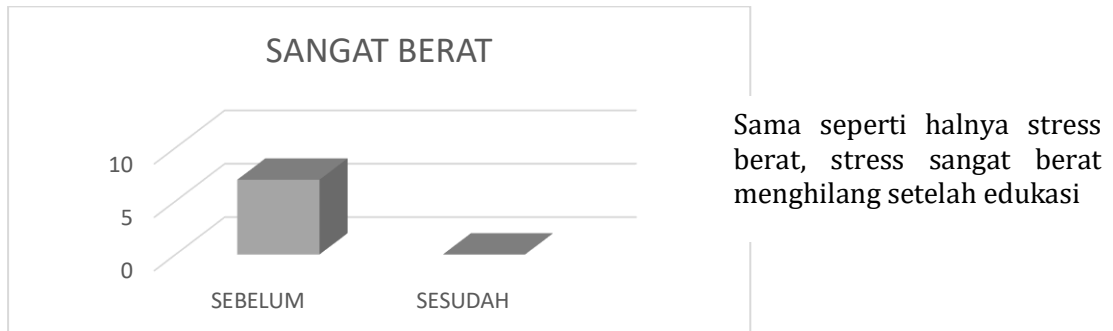 SANGAT BERAT
10
5
0
SEBELUM SESUDAH
Sama seperti halnya stress
berat, stress sangat berat
menghilang setelah edukasi